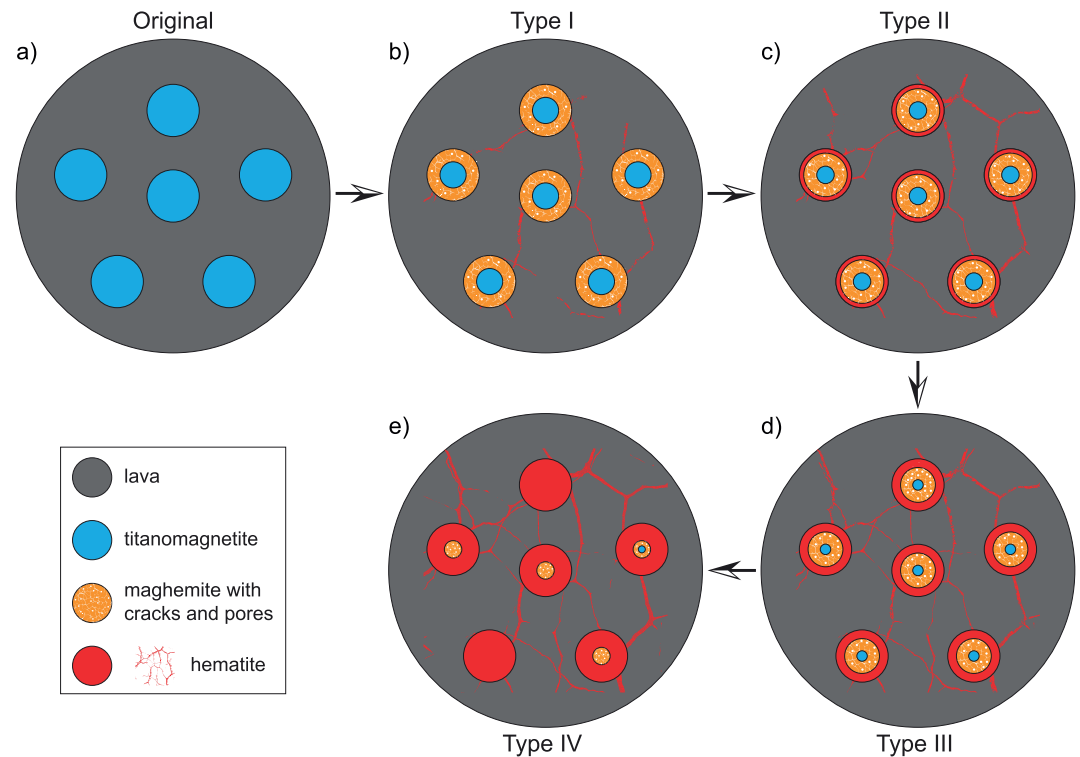 Original
Type I
Type II
a)
b)
c)
e)
d)
lava
titanomagnetite
maghemite with
cracks and pores
hematite
Type IV
Type III